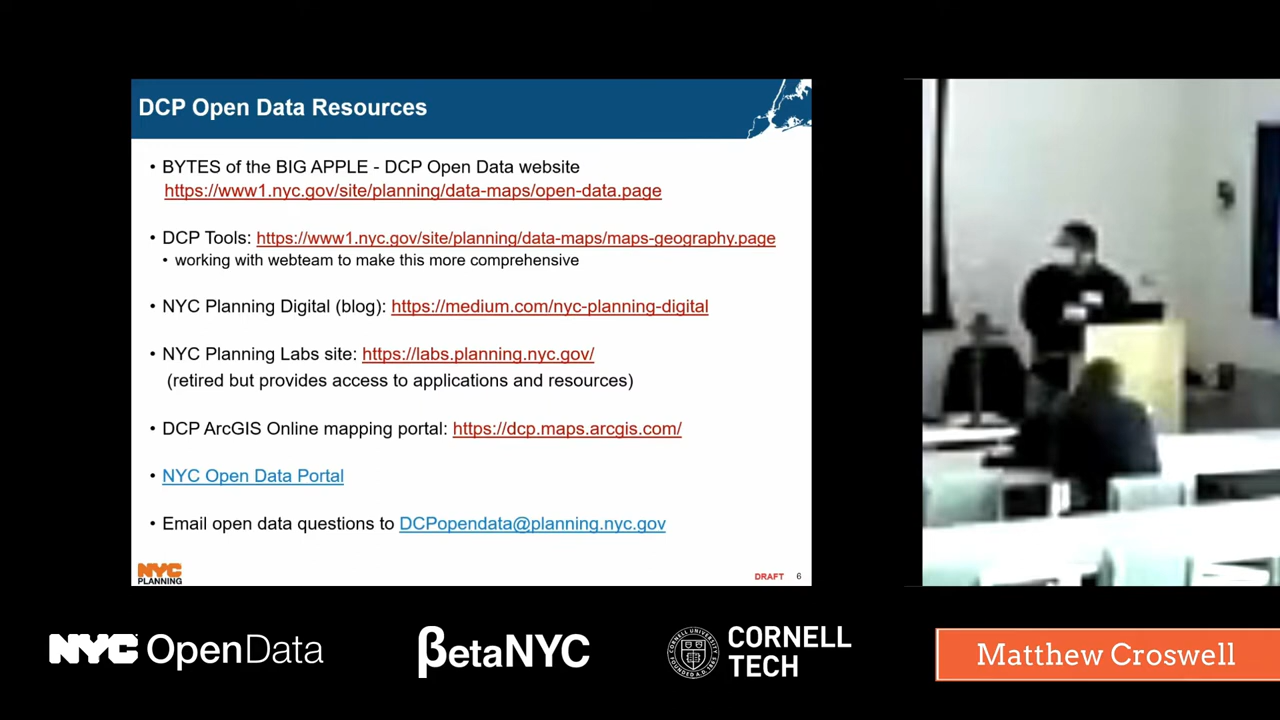 DCP Open Data Resources
• BYTES of the BIG APPLE - DCP Open Data website
https://www1.nyc.gov/site/planning/data-maps/open-data.page
• DCP Tools: https://www1.nyc.gov/site/planning/data-maps/maps-geography.page
• working with webteam to make this more comprehensive
• NYC Planning Digital (blog): https://medium.com/nyc-planning-digital
• NYC Planning Labs site: https://labs.planning.nyc.gov/
(retired but provides access to applications and resources)
• DCP ArcGIS Online mapping portal: https://dcp.maps.arcgis.com/
• NYC Open Data Portal
• Email open data questions to DCPopendata@planning.nyc.gov
NYC
PLANNING
DRAFT 6
NYC OpenData
βetaNYC
CORNELL
TECH
Matthew Croswell